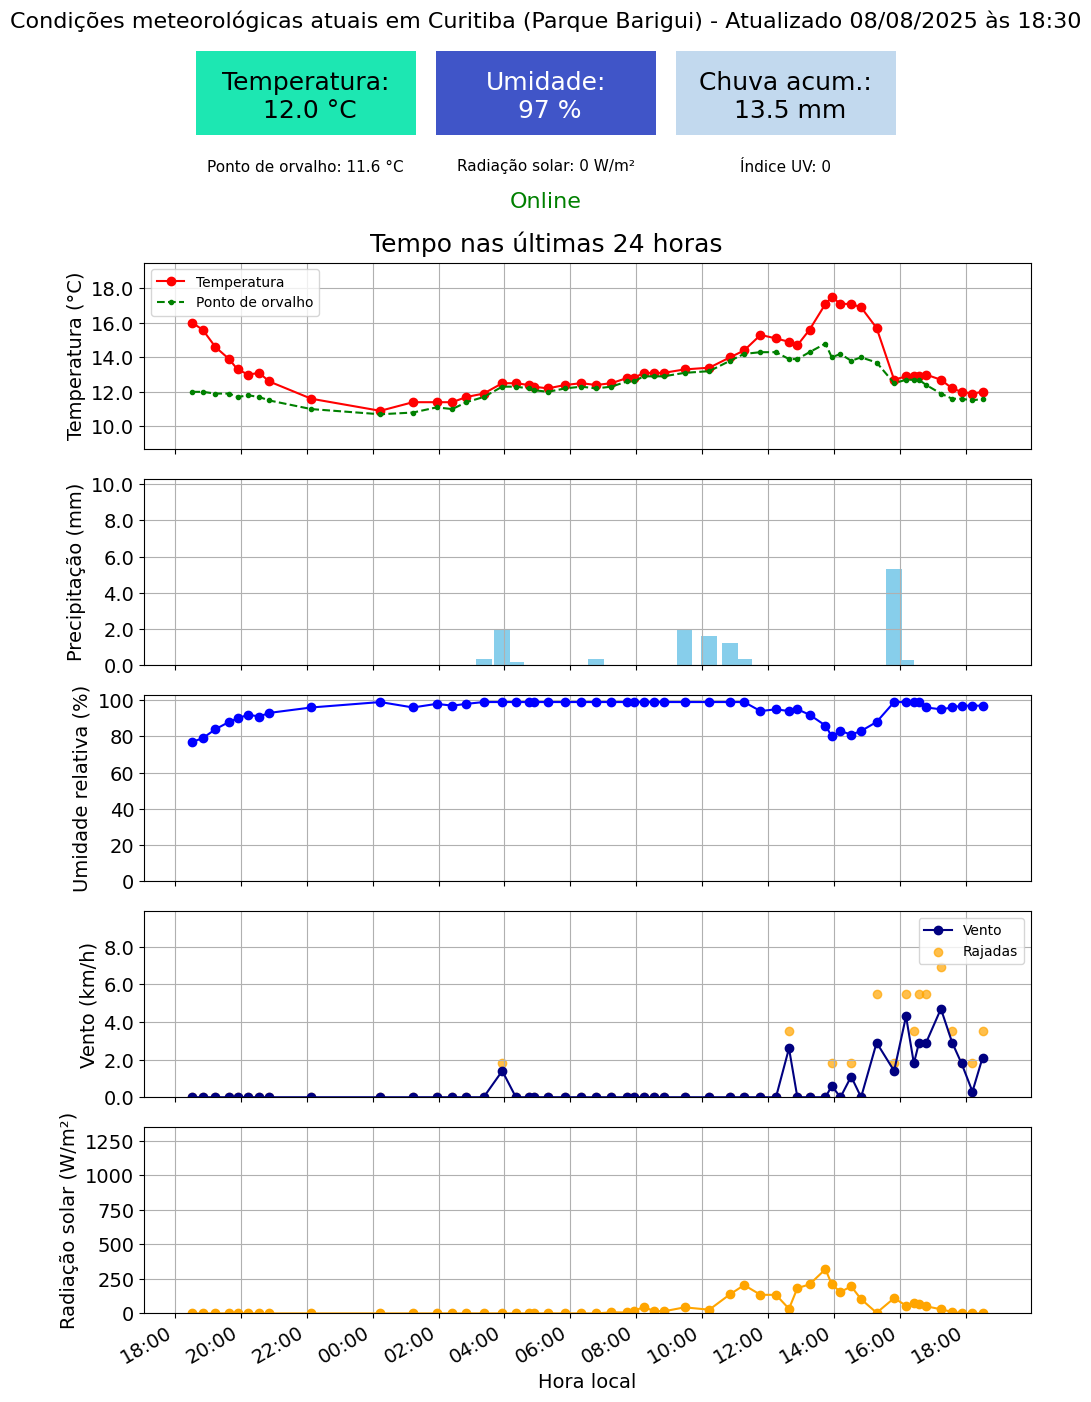 Condições meteorológicas atuais em Curitiba (Parque Barigui) - Atualizado 08/08/2025 às 18:30
Temperatura:
12.0 °C
Umidade:
97 %
Chuva acum.:
13.5 mm
Ponto de orvalho: 11.6 °C
Radiação solar: 0 W/m²
Índice UV: 0
Online
Tempo nas últimas 24 horas
Temperatura (°C)
18.0
16.0
14.0
12.0
10.0
Temperatura
Ponto de orvalho
Precipitação (mm)
10.0
8.0
6.0
4.0
2.0
0.0
Umidade relativa (%)
100
80
60
40
20
0
Vento (km/h)
8.0
6.0
4.0
2.0
0.0
Vento
Rajadas
Radiação solar (W/m²)
1250
1000
750
500
250
0
18:00
20:00
22:00
00:00
02:00
04:00
06:00
08:00
10:00
12:00
14:00
16:00
18:00
Hora local